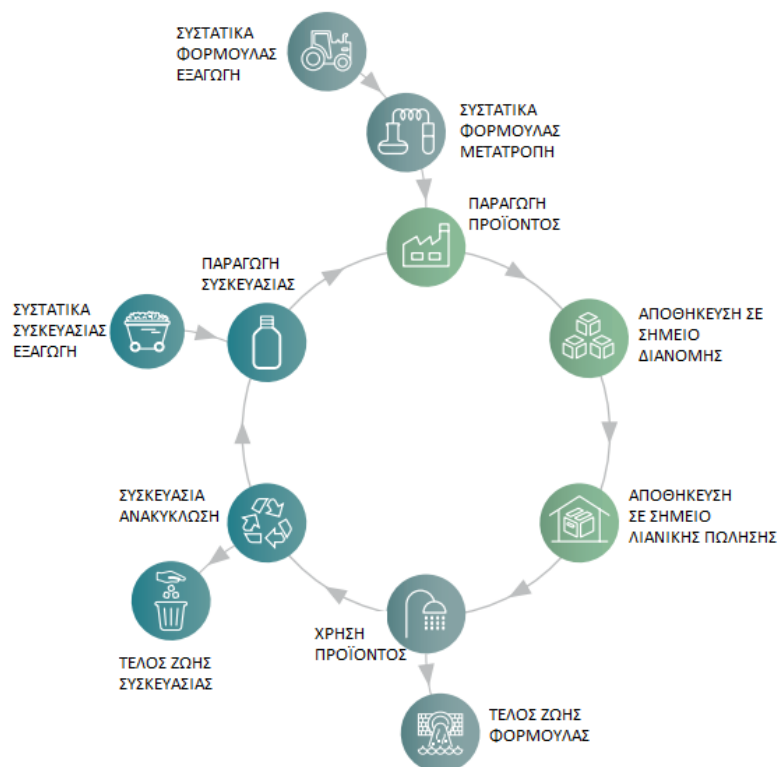 ΣΥΣΤΑΤΙΚΑ
ΦΟΡΜΟΥΛΑΣ
ΕΞΑΓΩΓΗ
ΣΥΣΤΑΤΙΚΑ
ΦΟΡΜΟΥΛΑΣ
ΜΕΤΑΤΡΟΠΗ
ΠΑΡΑΓΩΓΗ
ΠΡΟΪΟΝΤΟΣ
ΠΑΡΑΓΩΓΗ
ΣΥΣΚΕΥΑΣΙΑΣ
ΣΥΣΤΑΤΙΚΑ
ΣΥΣΚΕΥΑΣΙΑΣ
ΕΞΑΓΩΓΗ
ΑΠΟΘΗΚΕΥΣΗ ΣΕ
ΣΗΜΕΙΟ
ΔΙΑΝΟΜΗΣ
ΣΥΣΚΕΥΑΣΙΑ
ΑΝΑΚΥΚΛΩΣΗ
ΑΠΟΘΗΚΕΥΣΗ
ΣΕ ΣΗΜΕΙΟ
ΛΙΑΝΙΚΗΣ ΠΩΛΗΣΗΣ
ΧΡΗΣΗ
ΠΡΟΪΟΝΤΟΣ
ΤΕΛΟΣ ΖΩΗΣ
ΣΥΣΚΕΥΑΣΙΑΣ
ΤΕΛΟΣ ΖΩΗΣ
ΦΟΡΜΟΥΛΑΣ